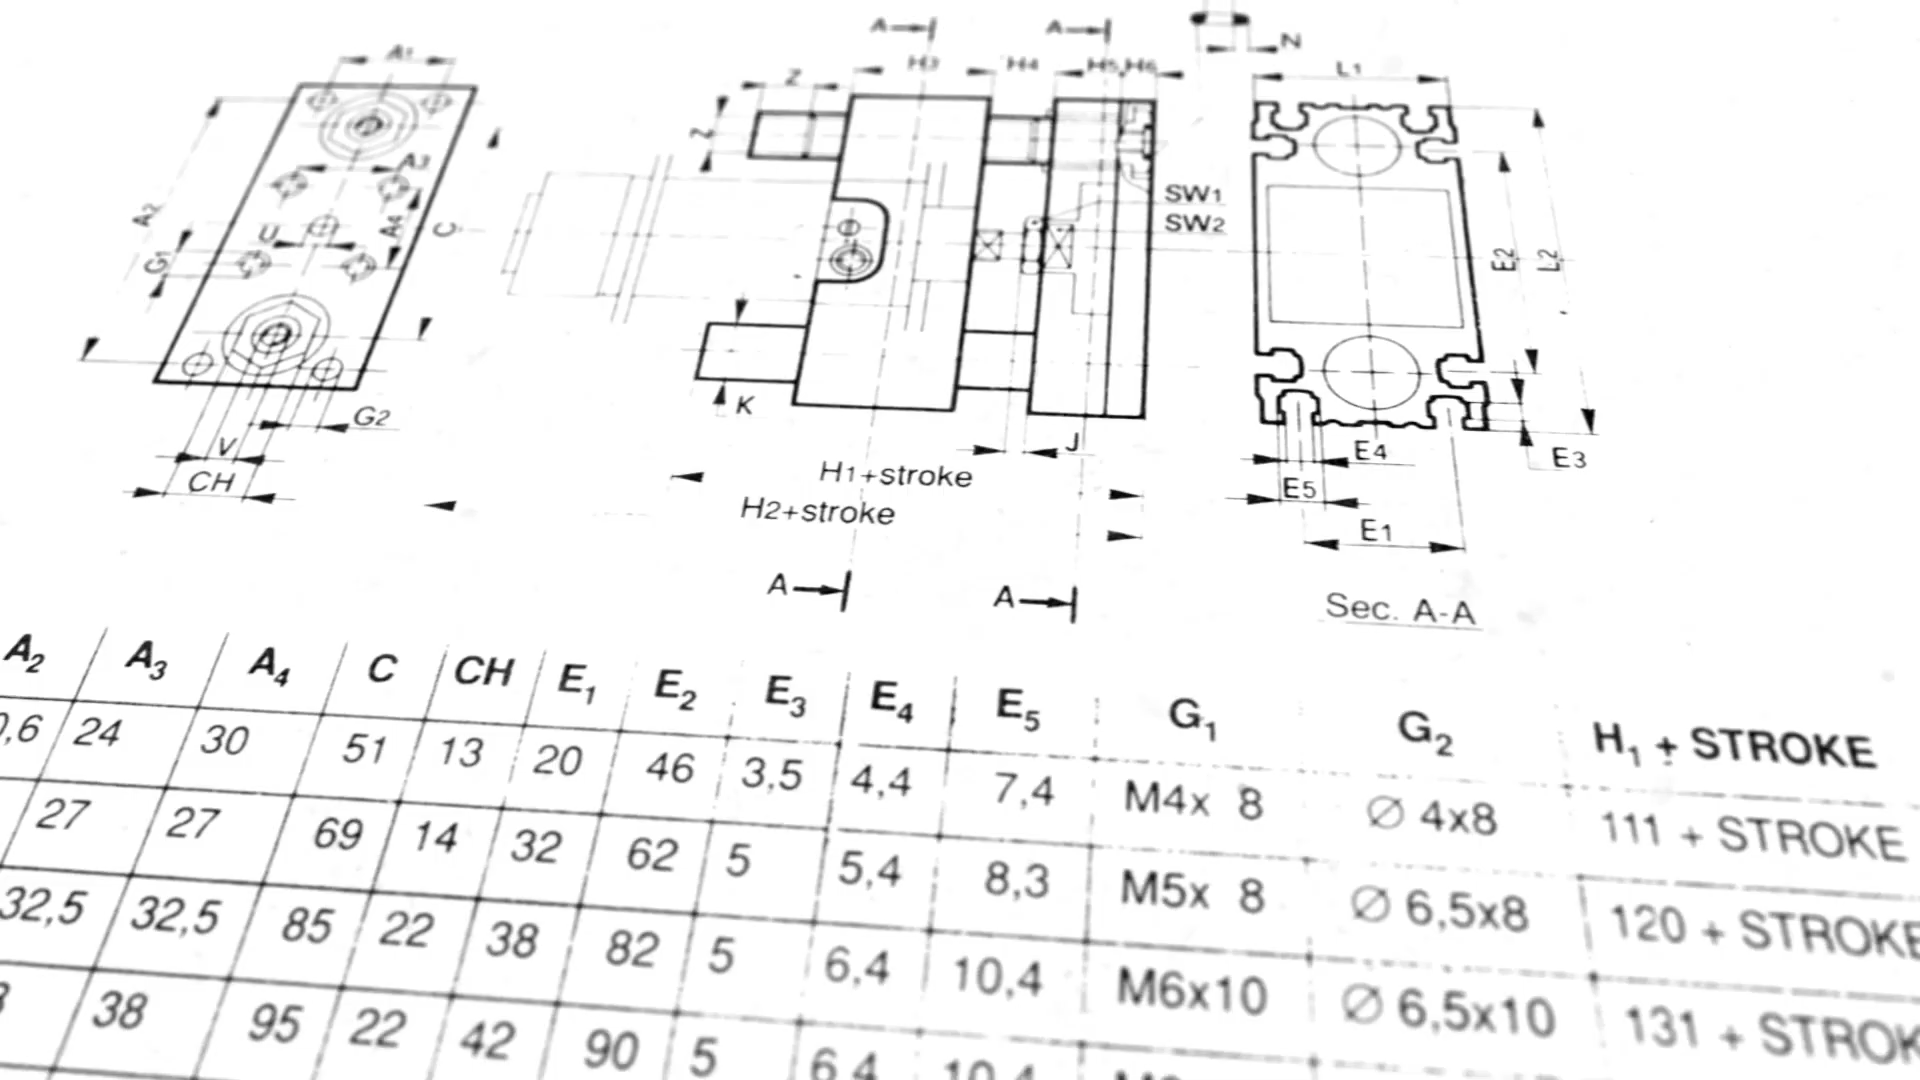 A1
A3
A2
A4
C
U
G1
G2
V
CH
A
A
N
H3
H4
H5
H6
Z
Z
SW1
SW2
K
J
H1+stroke
H2+stroke
A
A
L1
E2
L2
E4
E3
E5
E1
Sec. A-A
A2 A3 A4 C CH E1 E2 E3 E4 E5 G1 G2 H1 + STROKE
,6 24 30 51 13 20 46 3,5 4,4 7,4 M4x 8 Ø 4x8 111 + STROKE
27 27 69 14 32 62 5 5,4 8,3 M5x 8 Ø 6,5x8 120 + STROKE
32,5 32,5 85 22 38 82 5 6,4 10,4 M6x10 Ø 6,5x10 131 + STROK
38 95 22 42 90 5 6,4 10,4